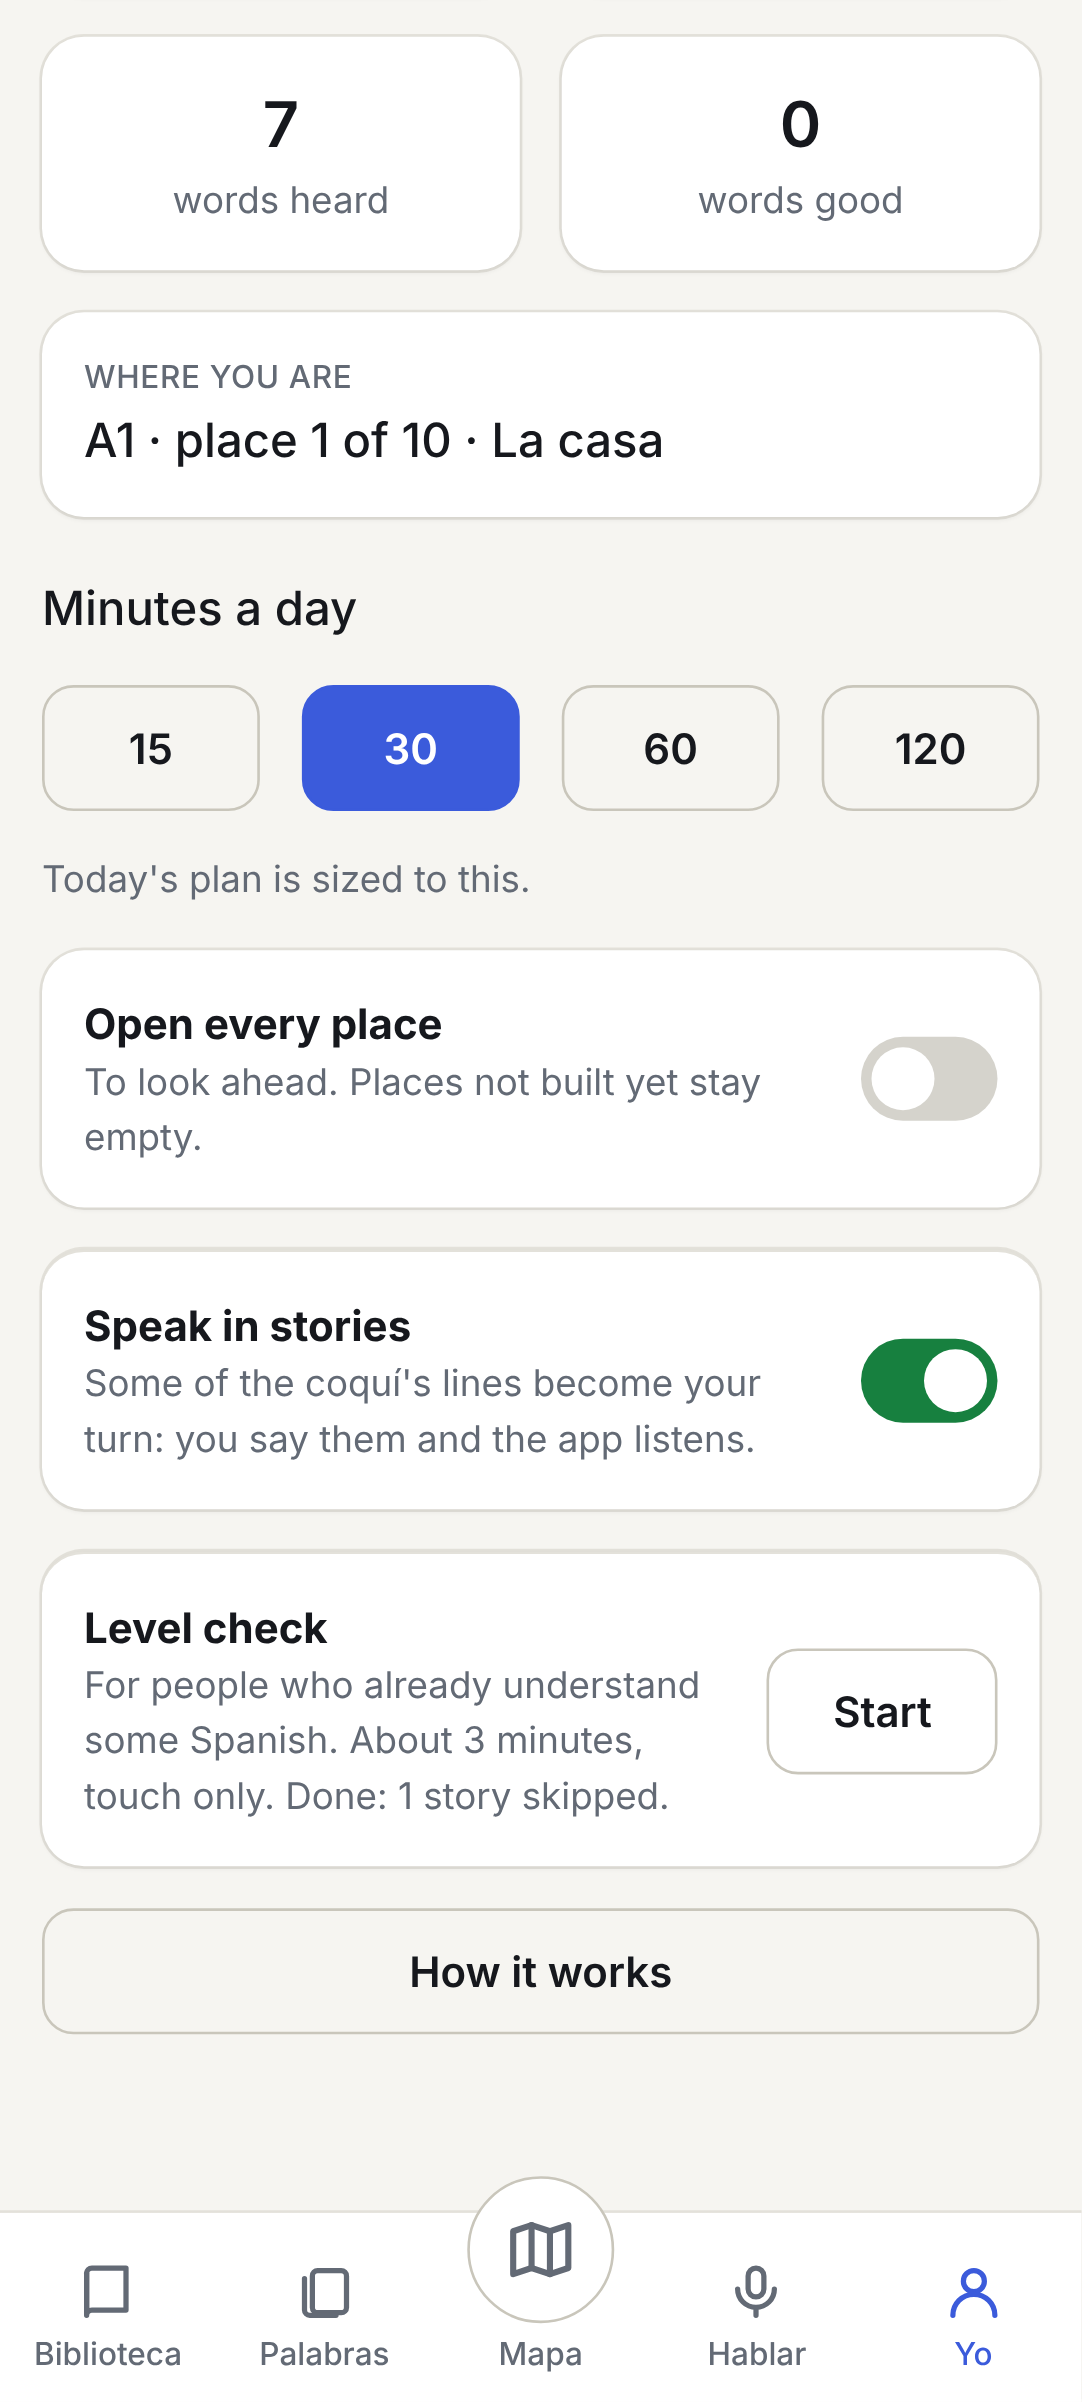 7
words heard
0
words good
WHERE YOU ARE
A1 · place 1 of 10 · La casa
Minutes a day
15
30
60
120
Today's plan is sized to this.
Open every place
To look ahead. Places not built yet stay
empty.
Speak in stories
Some of the coquí's lines become your
turn: you say them and the app listens.
Level check
For people who already understand
some Spanish. About 3 minutes,
touch only. Done: 1 story skipped.
Start
How it works
Biblioteca
Palabras
Mapa
Hablar
Yo